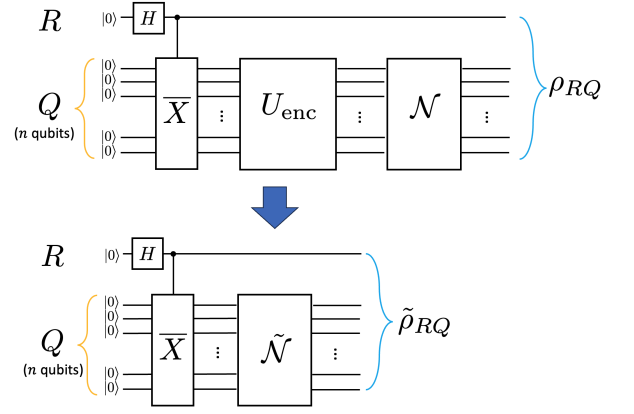 R |0⟩ H
Q (n qubits) |0⟩ |0⟩ |0⟩ |0⟩ |0⟩ X̅ ⋮ U_enc ⋮ 𝒩 ⋮ ρ_RQ
R |0⟩ H
Q (n qubits) |0⟩ |0⟩ |0⟩ |0⟩ |0⟩ X̅ ⋮ 𝒩̃ ⋮ ρ̃_RQ